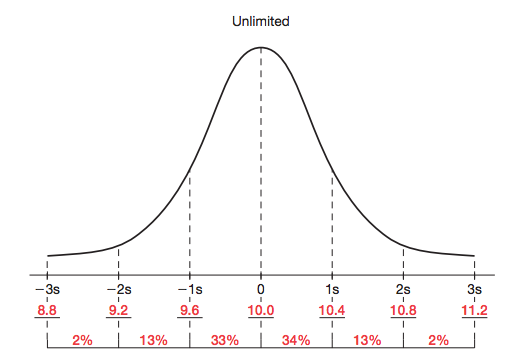 Unlimited
−3s −2s −1s 0 1s 2s 3s
8.8 9.2 9.6 10.0 10.4 10.8 11.2
2% 13% 33% 34% 13% 2%